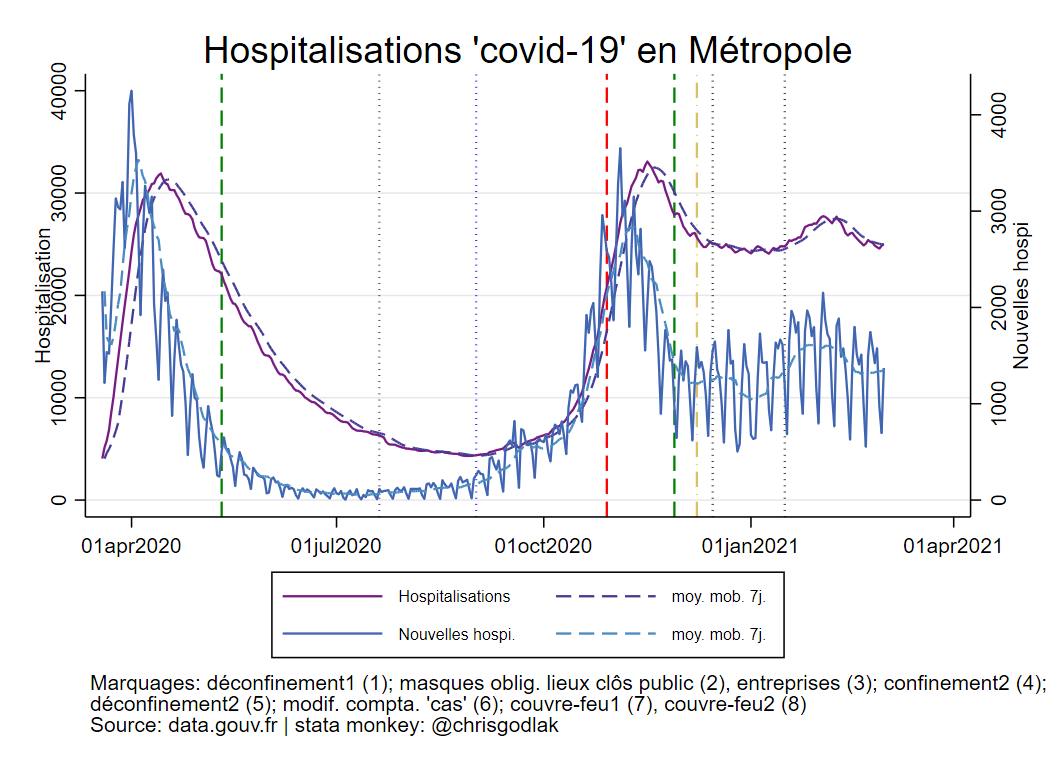 Hospitalisations 'covid-19' en Métropole
Hospitalisation
40000
30000
20000
10000
0
Nouvelles hospi
4000
3000
2000
1000
0
01apr2020
01jul2020
01oct2020
01jan2021
01apr2021
Hospitalisations
moy. mob. 7j.
Nouvelles hospi.
moy. mob. 7j.
Marquages: déconfinement1 (1); masques oblig. lieux clôs public (2), entreprises (3); confinement2 (4);
déconfinement2 (5); modif. compta. 'cas' (6); couvre-feu1 (7), couvre-feu2 (8)
Source: data.gouv.fr | stata monkey: @chrisgodlak